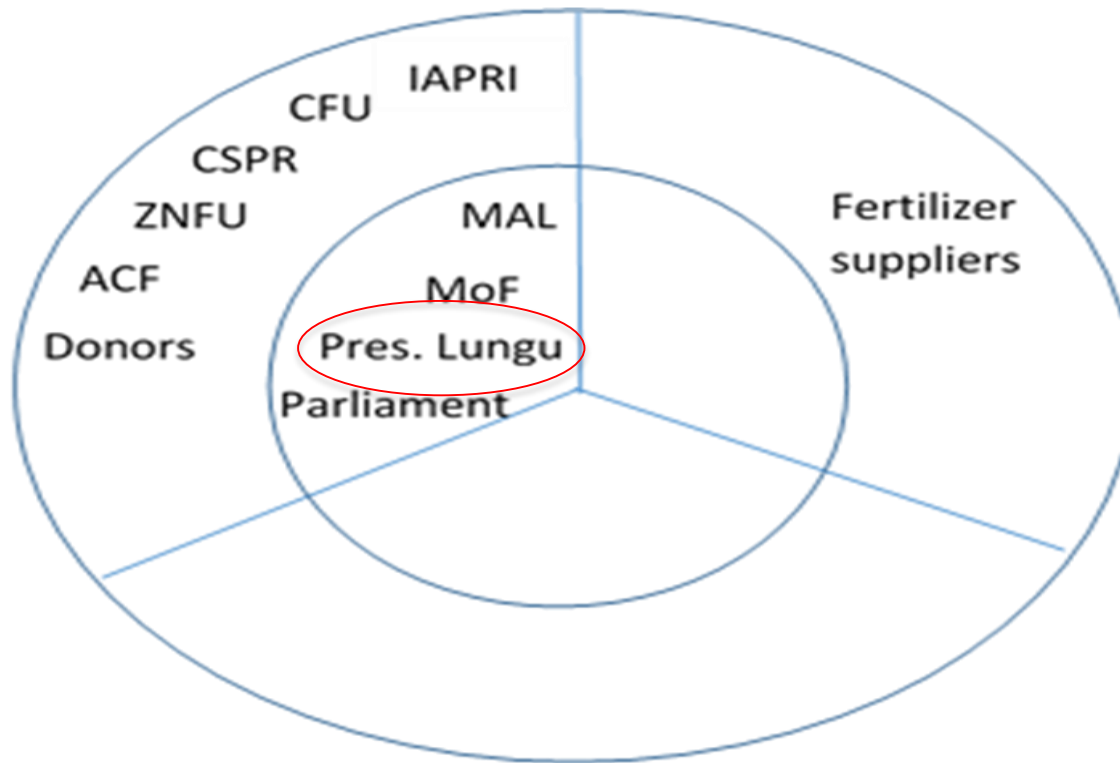 IAPRI
CFU
CSPR
ZNFU
ACF
Donors
MAL
MoF
Pres. Lungu
Parliament
Fertilizer
suppliers